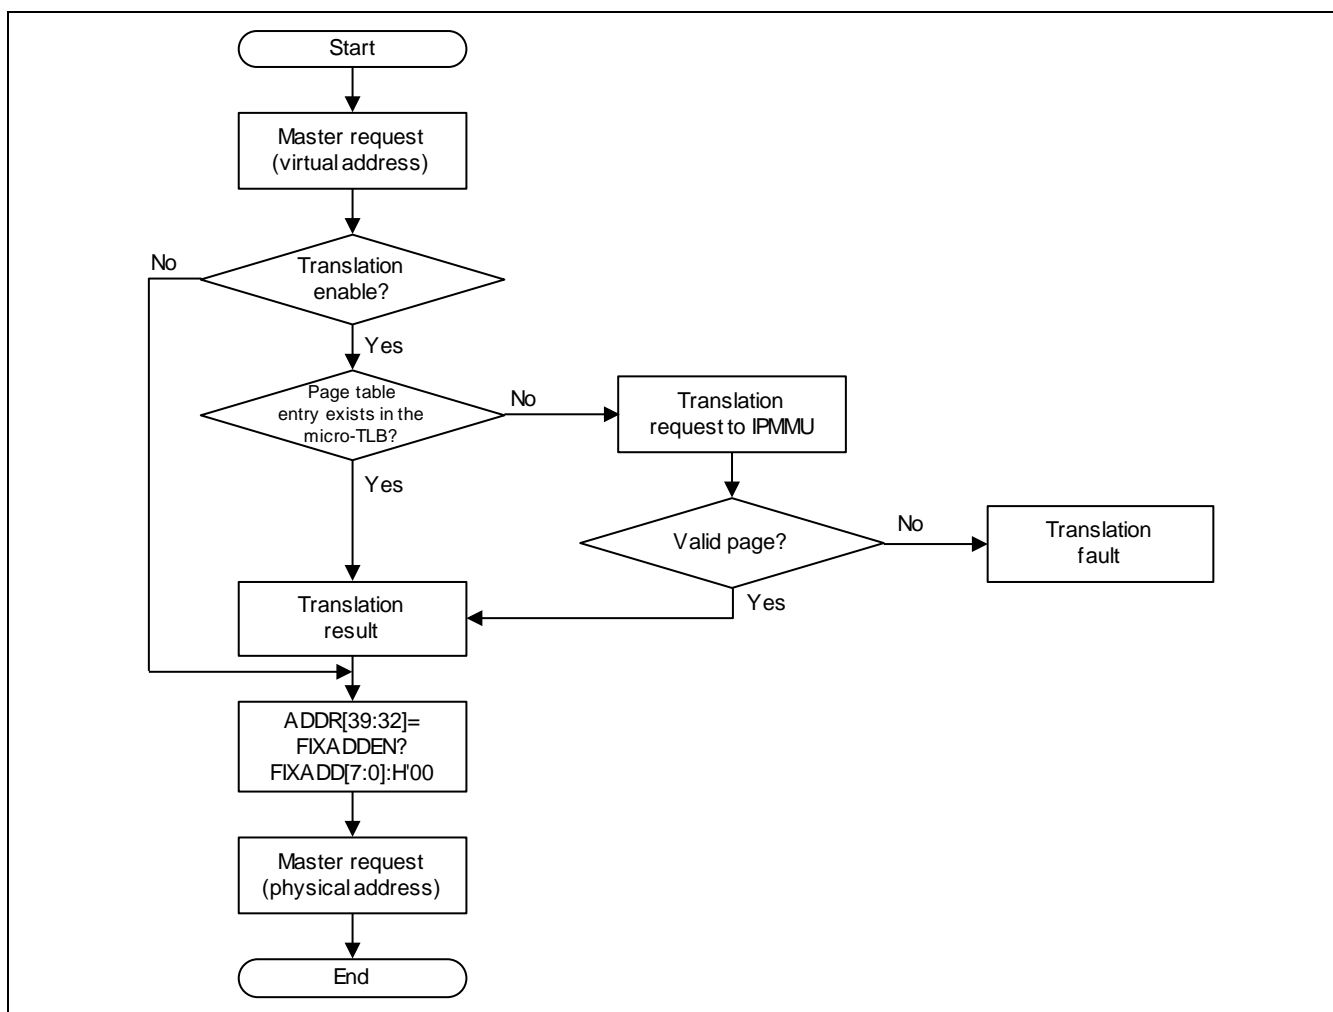 Start
Master request
(virtual address)
No
Translation
enable?
Yes
Page table
entry exists in the
micro-TLB?
No
Translation
request to IPMMU
Yes
Valid page?
No
Translation
fault
Yes
Translation
result
ADDR[39:32]=
FIXADDEN?
FIXADD[7:0]:H'00
Master request
(physical address)
End